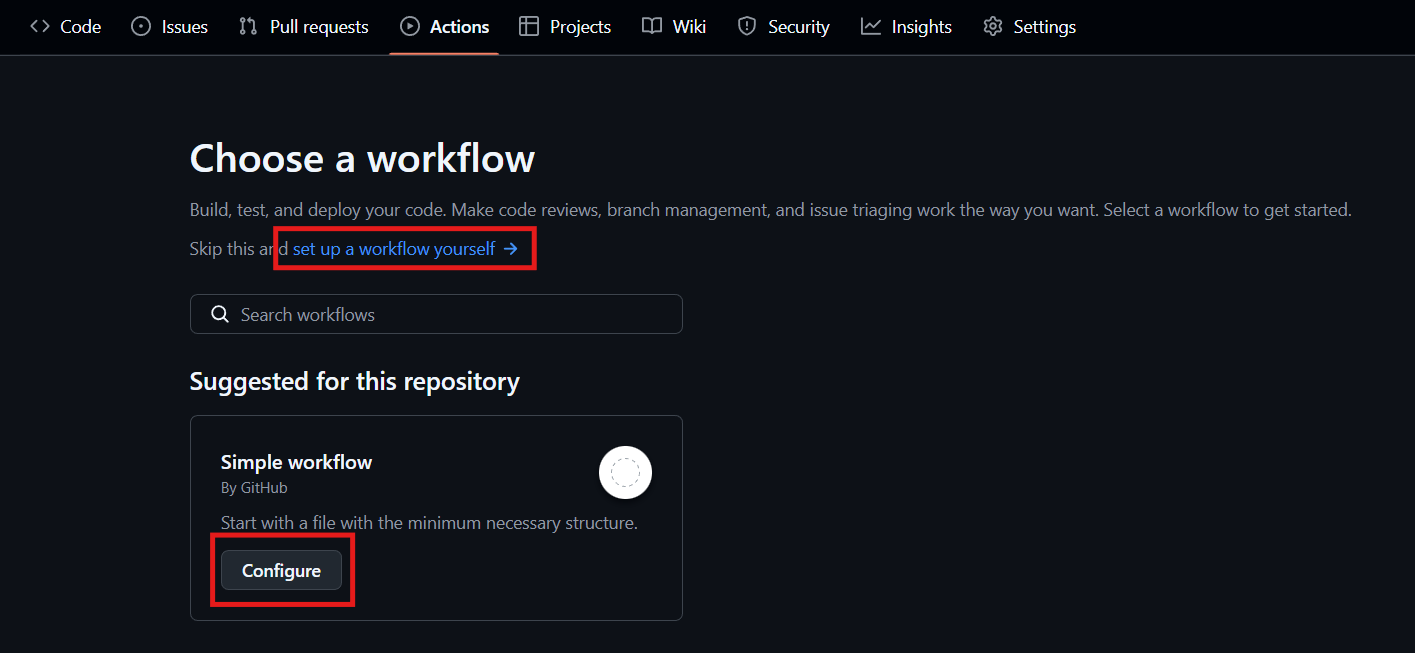 Code Issues Pull requests Actions Projects Wiki Security Insights Settings
Choose a workflow
Build, test, and deploy your code. Make code reviews, branch management, and issue triaging work the way you want. Select a workflow to get started.
Skip this and set up a workflow yourself →
Search workflows
Suggested for this repository
Simple workflow
By GitHub
Start with a file with the minimum necessary structure.
Configure